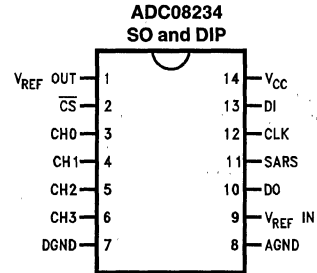 ADC08234
SO and DIP
VREF OUT 1 14 VCC
CS 2 13 DI
CH0 3 12 CLK
CH1 4 11 SARS
CH2 5 10 DO
CH3 6 9 VREF IN
DGND 7 8 AGND